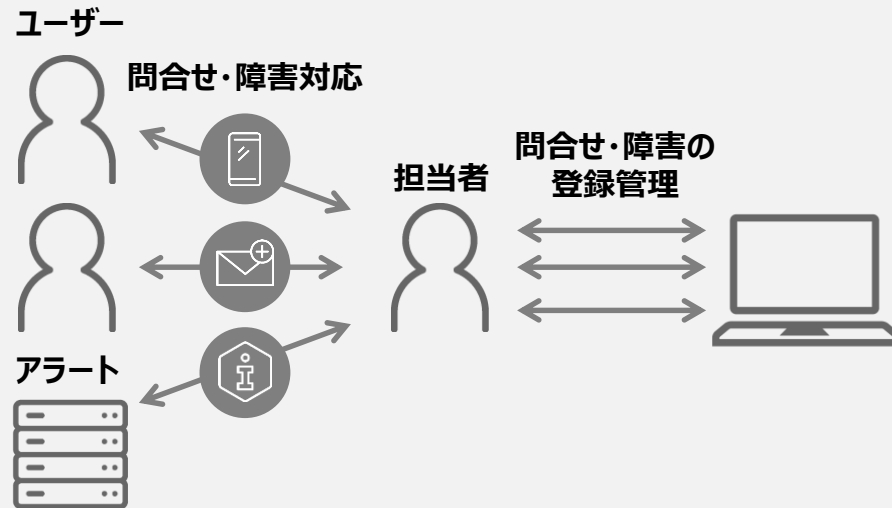 ユーザー
問合せ・障害対応
担当者
問合せ・障害の
登録管理
アラート